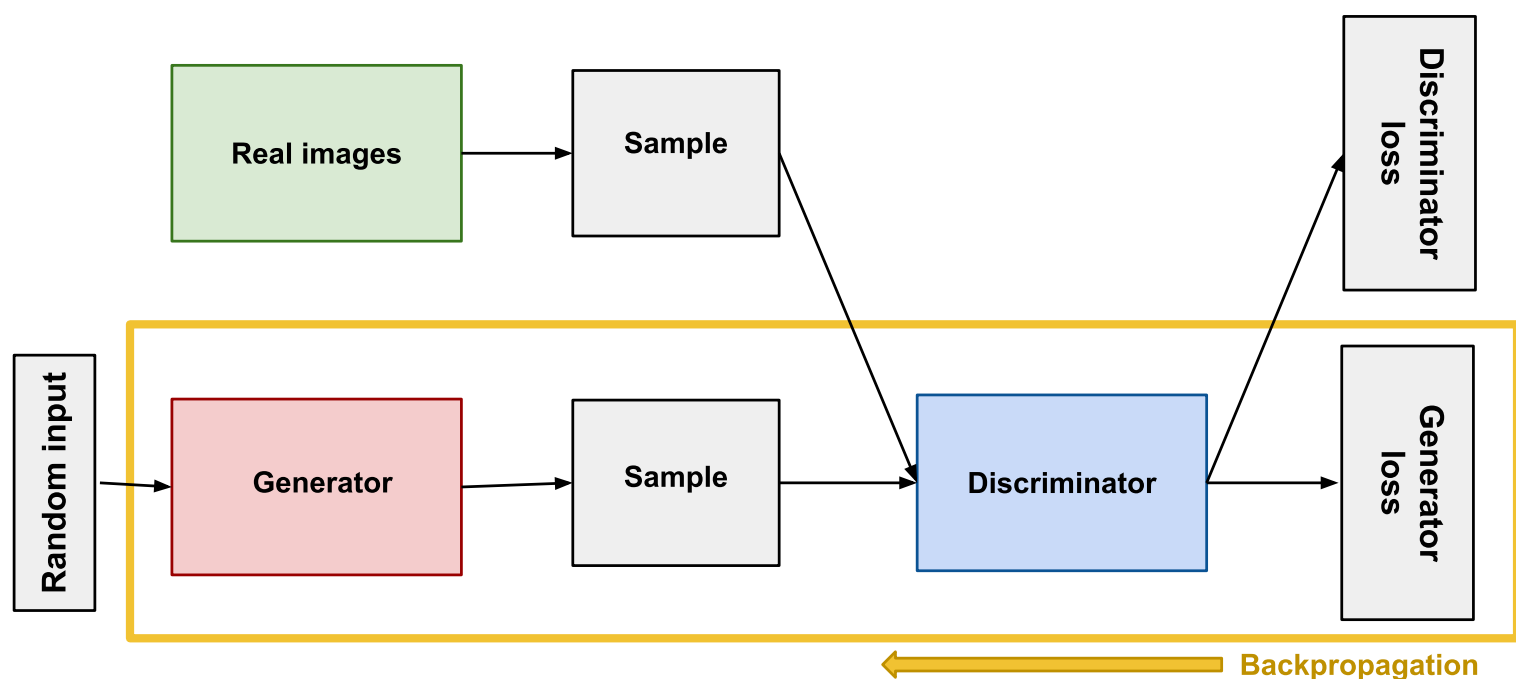 Real images
Sample
Discriminator
loss
Random input
Generator
Sample
Discriminator
Generator
loss
Backpropagation